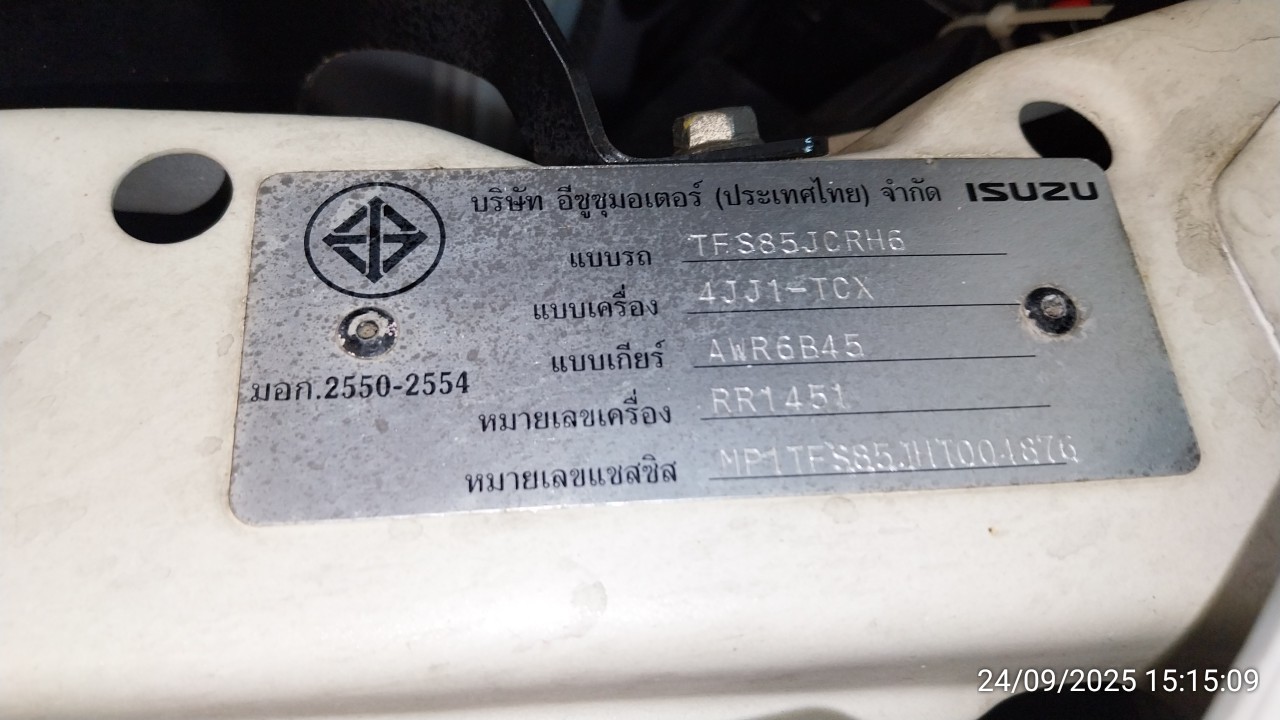 บริษัท อีซูซุมอเตอร์ (ประเทศไทย) จำกัด ISUZU
แบบรถ TFS85JCRH6
แบบเครื่อง 4JJ1-TCX
แบบเกียร์ AWR6B45
มอก.2550-2554
หมายเลขเครื่อง RR1451
หมายเลขแชสซิส
24/09/2025 15:15:09